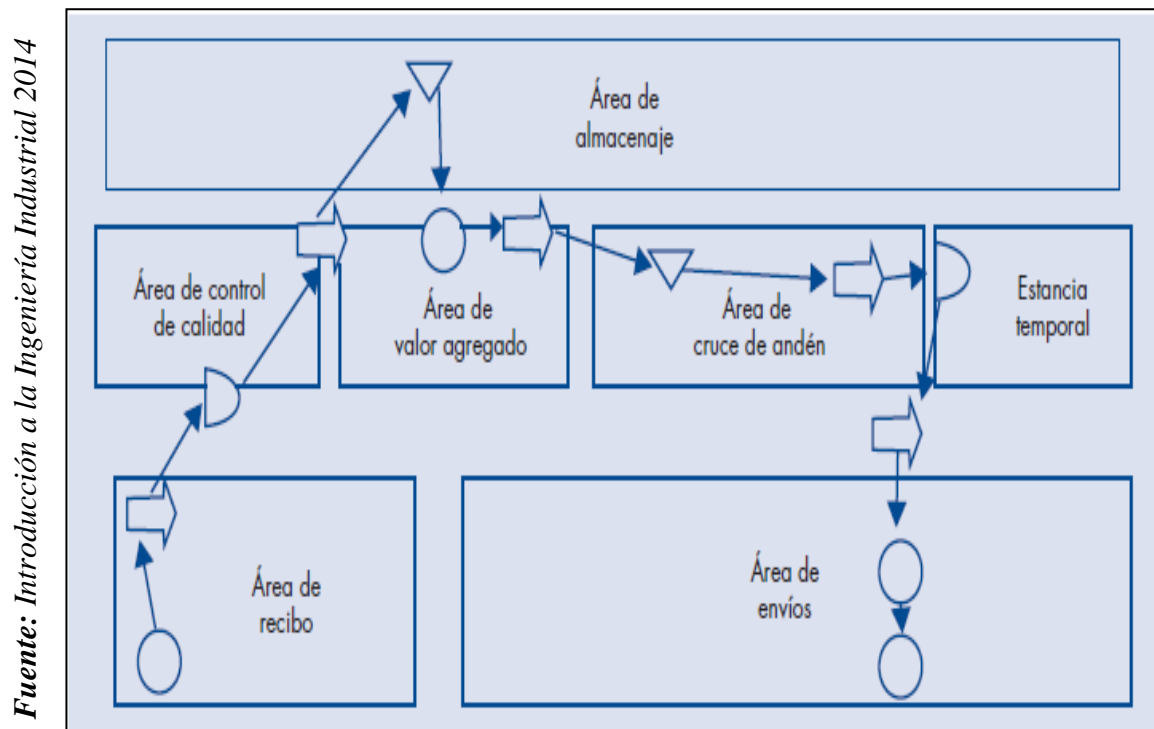 Fuente: Introducción a la Ingeniería Industrial 2014
Área de
almacenaje
Área de control
de calidad
Área de
valor agregado
Área de
cruce de andén
Estancia
temporal
Área de
recibo
Área de
envíos